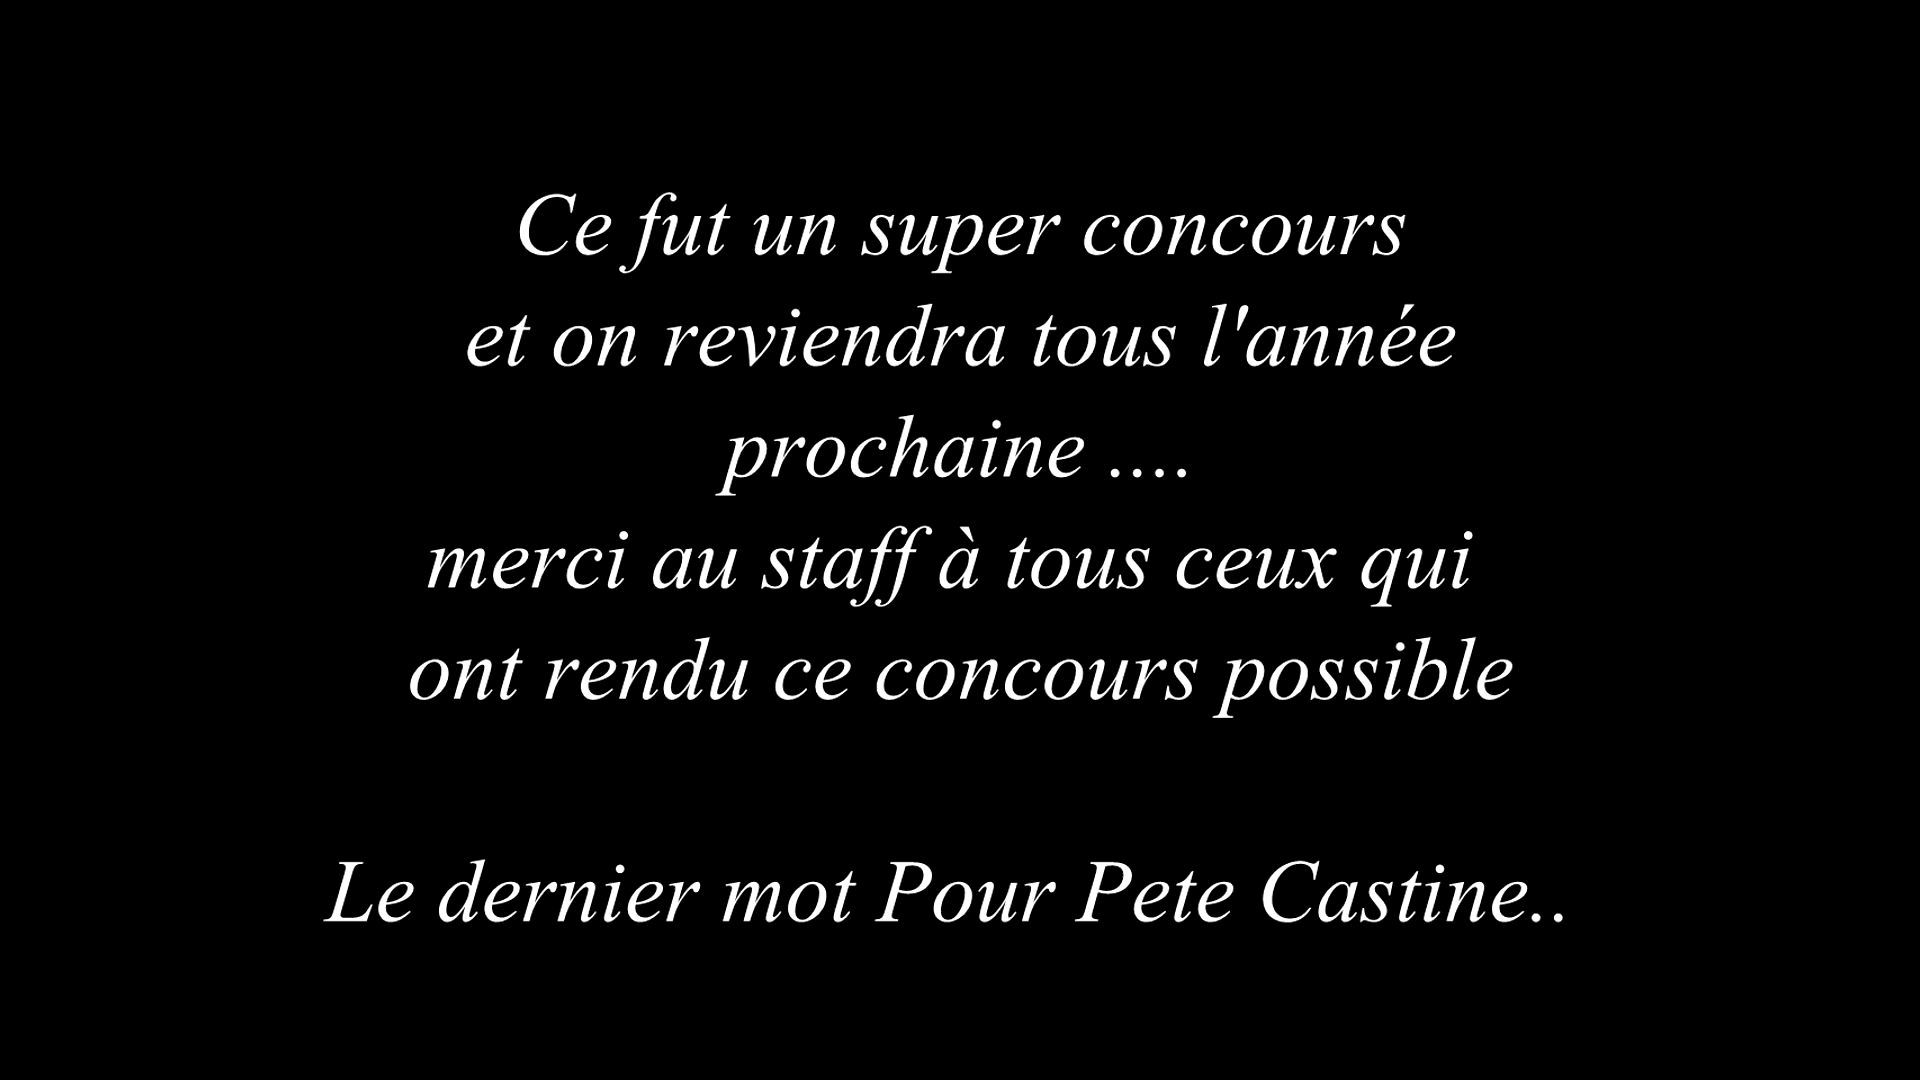 Ce fut un super concours
et on reviendra tous l'année
prochaine ....
merci au staff à tous ceux qui
ont rendu ce concours possible
Le dernier mot Pour Pete Castine..